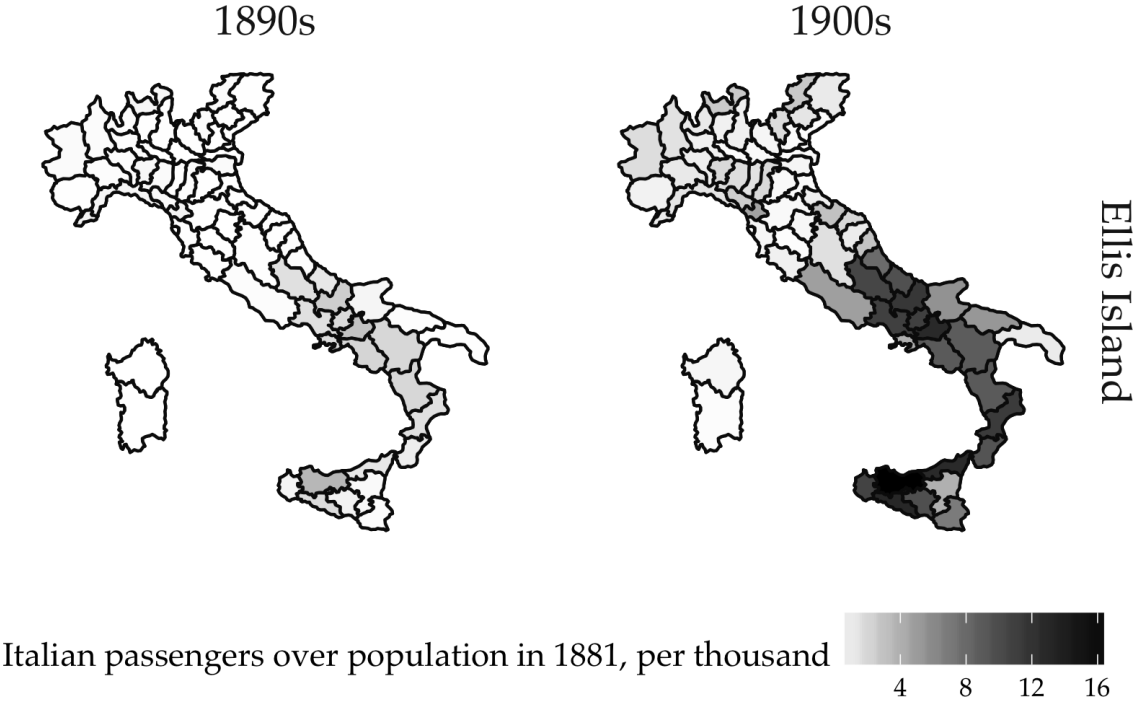 1890s
1900s
Ellis Island
Italian passengers over population in 1881, per thousand
4 8 12 16